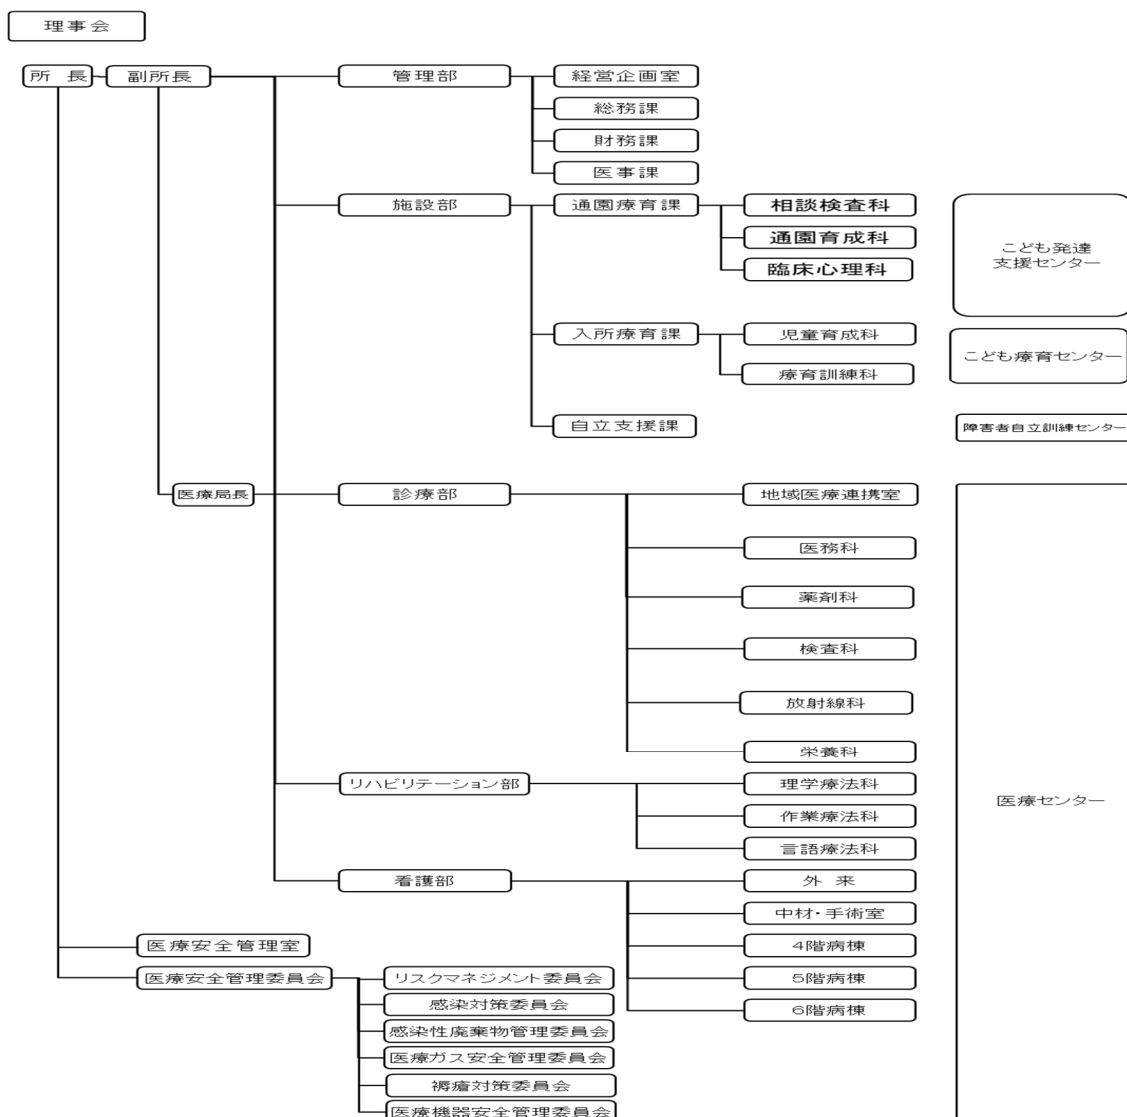 理事会
所　長
副所長
管理部
経営企画室
総務課
財務課
医事課
施設部
通園療育課
相談検査科
通園育成科
臨床心理科
こども発達
支援センター
入所療育課
児童育成科
療育訓練科
こども療育センター
自立支援課
障害者自立訓練センター
医療局長
診療部
地域医療連携室
医務科
薬剤科
検査科
放射線科
栄養科
リハビリテーション部
理学療法科
作業療法科
言語療法科
医療センター
看護部
外　来
中材・手術室
4階病棟
5階病棟
6階病棟
医療安全管理室
医療安全管理委員会
リスクマネジメント委員会
感染対策委員会
感染性廃棄物管理委員会
医療ガス安全管理委員会
褥瘡対策委員会
医療機器安全管理委員会